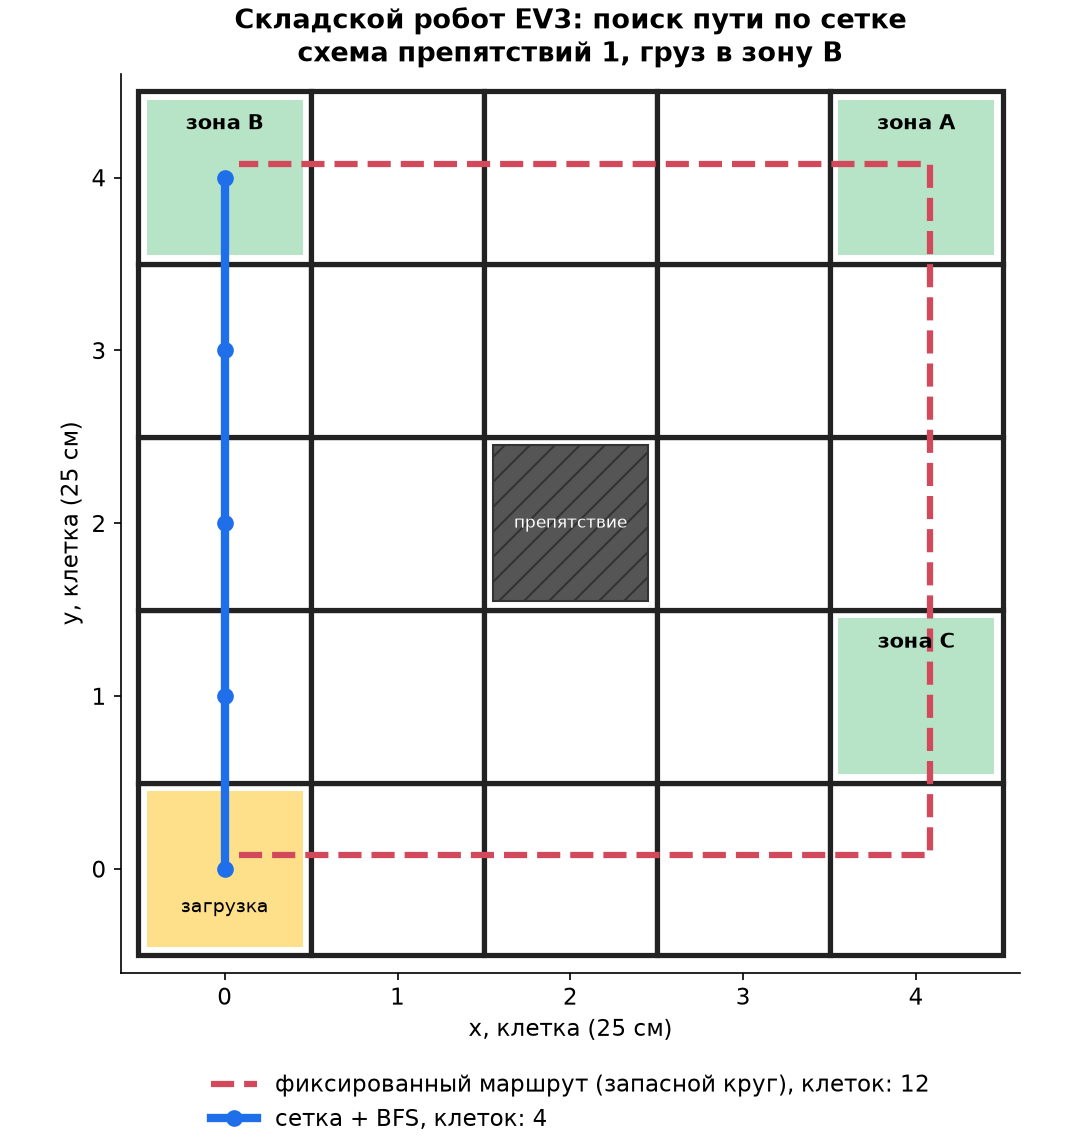 Складской робот EV3: поиск пути по сетке
схема препятствий 1, груз в зону B
зона B
зона A
4
3
препятствие
2
y, клетка (25 см)
зона C
1
0
загрузка
0 1 2 3 4
x, клетка (25 см)
фиксированный маршрут (запасной круг), клеток: 12
сетка + BFS, клеток: 4